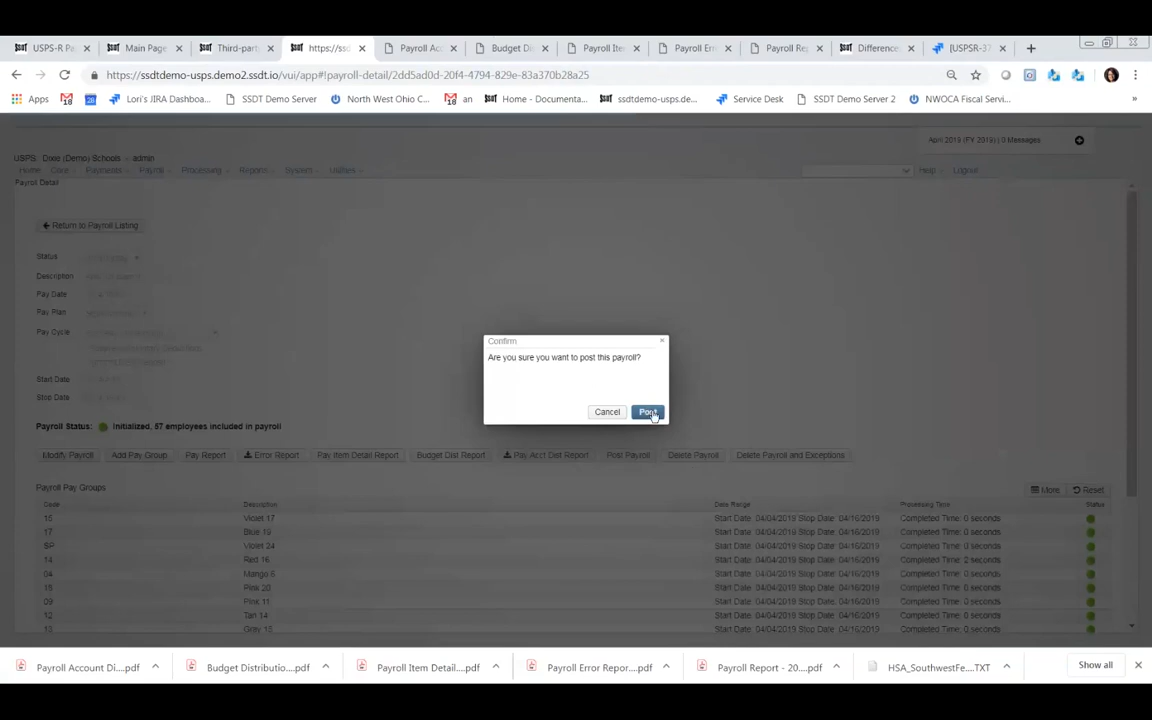 USPS-R Pa
Main Page
Third-party
https://ssd
Payroll Acc
Budget Dis
Payroll Iter
Payroll Err
Payroll Rep
Difference
[USPSR-37
https://ssdtdemo-usps.demo2.ssdt.io/vui/app#!payroll-detail/2dd5ad0d-20f4-4794-829e-83a370b28a25
Apps
Lori's JIRA Dashboa...
SSDT Demo Server
North West Ohio C...
an
Home - Documenta...
ssdtdemo-usps.de...
Service Desk
SSDT Demo Server 2
NWOCA Fiscal Servi...
April 2019 (FY 2019) | 0 Messages
USPS: Dixie (Demo) Schools - admin
Home Core Payments Payroll Processing Reports System Utilities Help Logout
Payroll Detail
Return to Payroll Listing
Status
Description
Pay Date
Pay Plan
Pay Cycle
Start Date
Stop Date
Confirm
Are you sure you want to post this payroll?
Cancel Post
Payroll Status: Initialized, 57 employees included in payroll
Modify Payroll Add Pay Group Pay Report Error Report Pay Item Detail Report Budget Dist Report Pay Acct Dist Report Post Payroll Delete Payroll Delete Payroll and Exceptions
Payroll Pay Groups More Reset
Code Description Date Range Processing Time Status
16 Violet 17 Start Date: 04/04/2019 Stop Date: 04/16/2019 Completed Time: 0 seconds
17 Blue 19 Start Date: 04/04/2019 Stop Date: 04/16/2019 Completed Time: 0 seconds
SP Violet 24 Start Date: 04/04/2019 Stop Date: 04/16/2019 Completed Time: 0 seconds
14 Red 16 Start Date: 04/04/2019 Stop Date: 04/16/2019 Completed Time: 2 seconds
04 Mango 6 Start Date: 04/04/2019 Stop Date: 04/16/2019 Completed Time: 0 seconds
Pink 20 Start Date: 04/04/2019 Stop Date: 04/16/2019 Completed Time: 0 seconds
09 Pink 11 Start Date: 04/04/2019 Stop Date: 04/16/2019 Completed Time: 0 seconds
12 Tan 14 Start Date: 04/04/2019 Stop Date: 04/16/2019 Completed Time: 0 seconds
13 Gray 15 Start Date: 04/04/2019 Stop Date: 04/16/2019 Completed Time: 0 seconds
Payroll Account Di....pdf
Budget Distributio....pdf
Payroll Item Detail....pdf
Payroll Error Repor....pdf
Payroll Report - 20....pdf
HSA_SouthwestFe....TXT
Show all